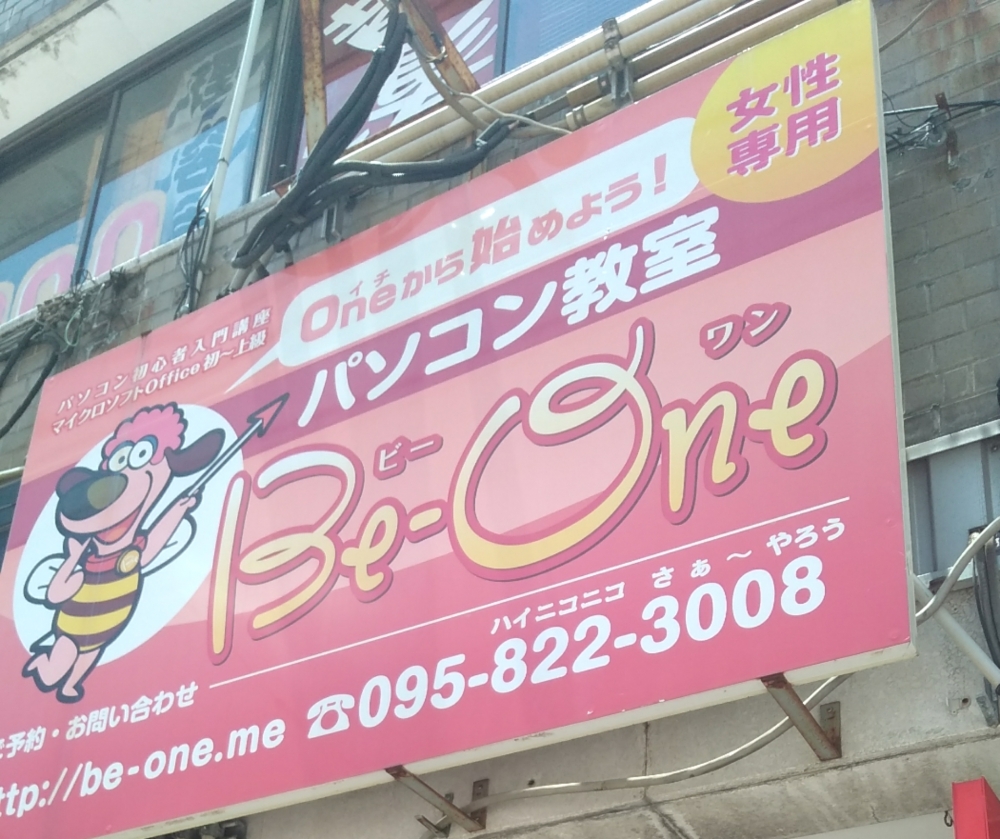 女性
専用
イチ
Oneから始めよう!
パソコン初心者入門講座
マイクロソフトOffice初〜上級
パソコン教室
ビー ワン
Be-One
ハイニコニコ さぁ〜 やろう
☎095-822-3008
予約・お問い合わせ
ttp://be-one.me